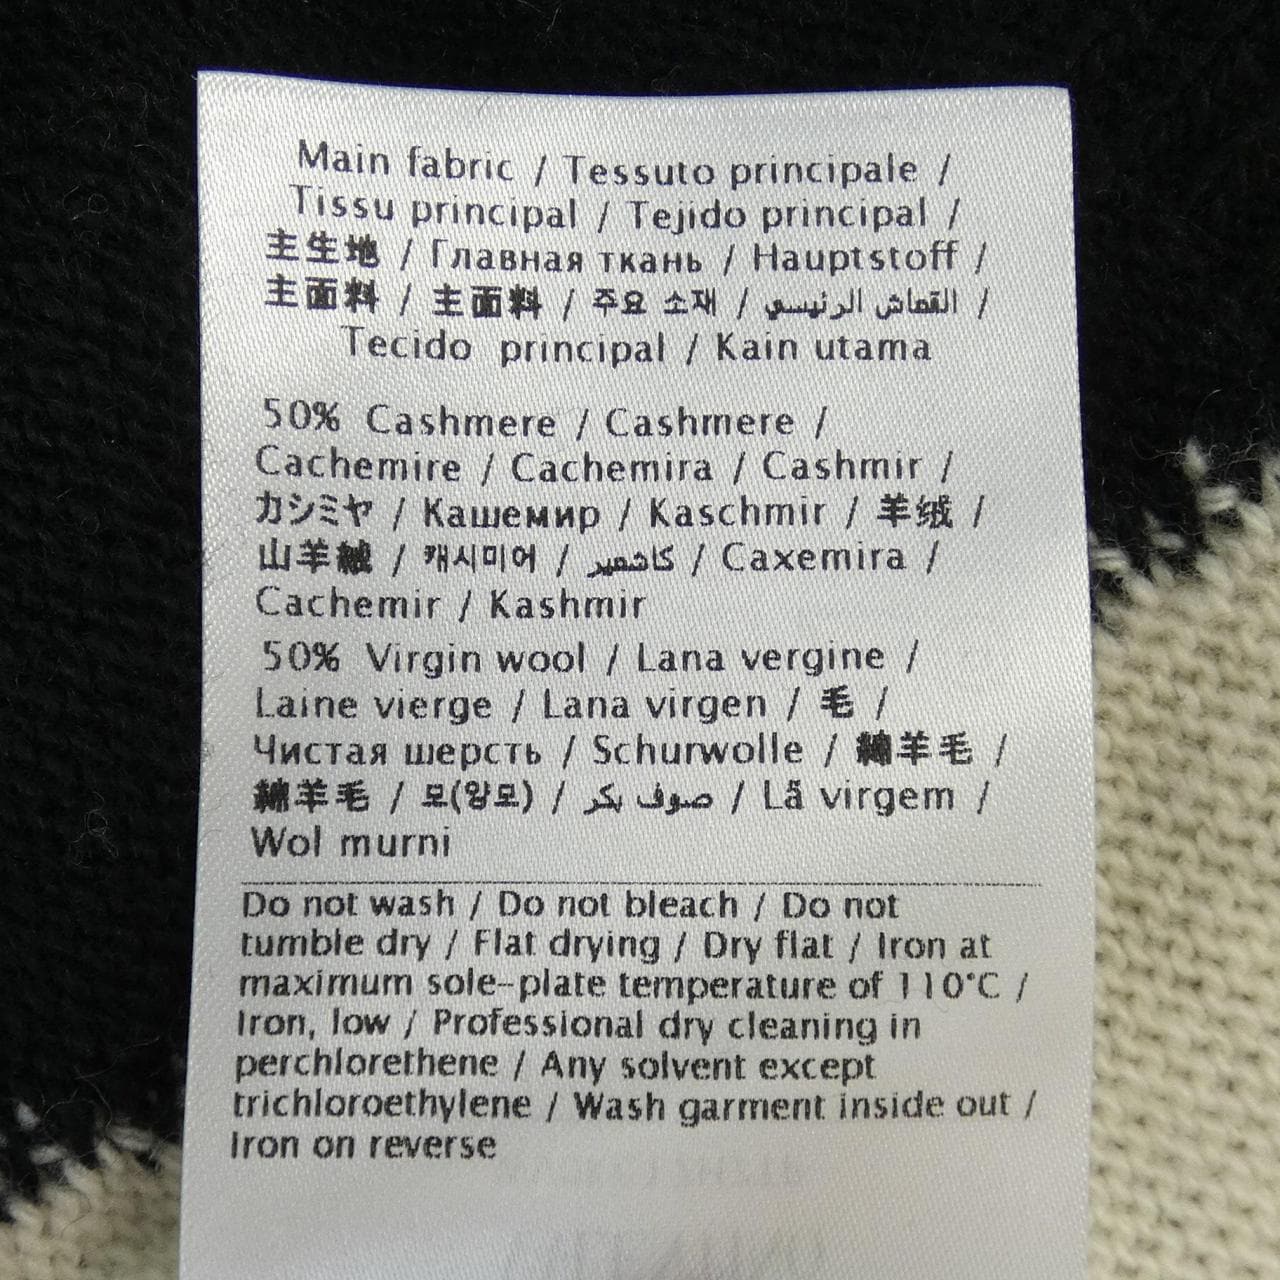 Main fabric / Tessuto principale /
Tissu principal / Tejido principal /
主生地 / Главная ткань / Hauptstoff /
主面料 / 主面料 / 주요 소재 / القماش الرئيسي /
Tecido principal / Kain utama
50% Cashmere / Cashmere /
Cachemire / Cachemira / Cashmir /
カシミヤ / Кашемир / Kaschmir / 羊绒 /
山羊絨 / 캐시미어 / كاشمير / Caxemira /
Cachemir / Kashmir
50% Virgin wool / Lana vergine /
Laine vierge / Lana virgen / 毛 /
Чистая шерсть / Schurwolle / 綿羊毛 /
綿羊毛 / 모(양모) / صوف بكر / Lã virgem /
Wol murni
Do not wash / Do not bleach / Do not
tumble dry / Flat drying / Dry flat / Iron at
maximum sole-plate temperature of 110°C /
Iron, low / Professional dry cleaning in
perchlorethene / Any solvent except
trichloroethylene / Wash garment inside out /
Iron on reverse